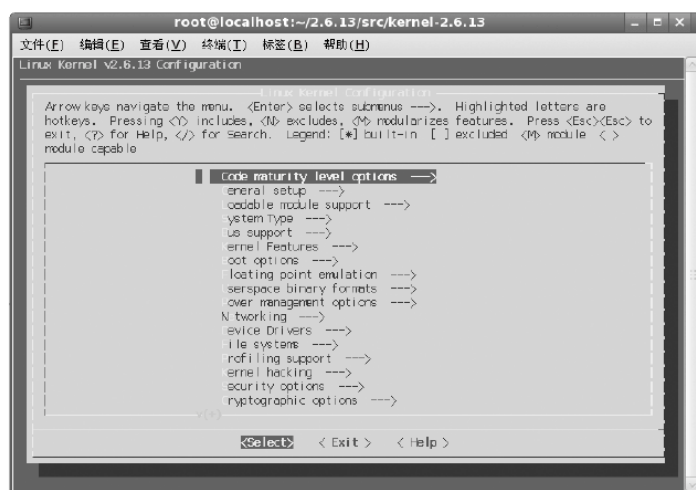 root@localhost:~/2.6.13/src/kernel-2.6.13
文件(F) 编辑(E) 查看(V) 终端(T) 标签(B) 帮助(H)
Linux Kernel v2.6.13 Configuration
Linux Kernel Configuration
Arrow keys navigate the menu. <Enter> selects submenus --->. Highlighted letters are
hotkeys. Pressing <Y> includes, <N> excludes, <M> modularizes features. Press <Esc><Esc> to
exit, <?> for Help, </> for Search. Legend: [*] built-in [ ] excluded <M> module < >
module capable
Code maturity level options --->
eneral setup --->
oadable module support --->
ystem Type --->
us support --->
ernel Features --->
oot options --->
loating point emulation --->
serspace binary formats --->
ower management options --->
N tworking --->
evice Drivers --->
ile systems --->
rofiling support --->
ernel hacking --->
ecurity options --->
ryptographic options --->
v(+)
<Select> < Exit > < Help >